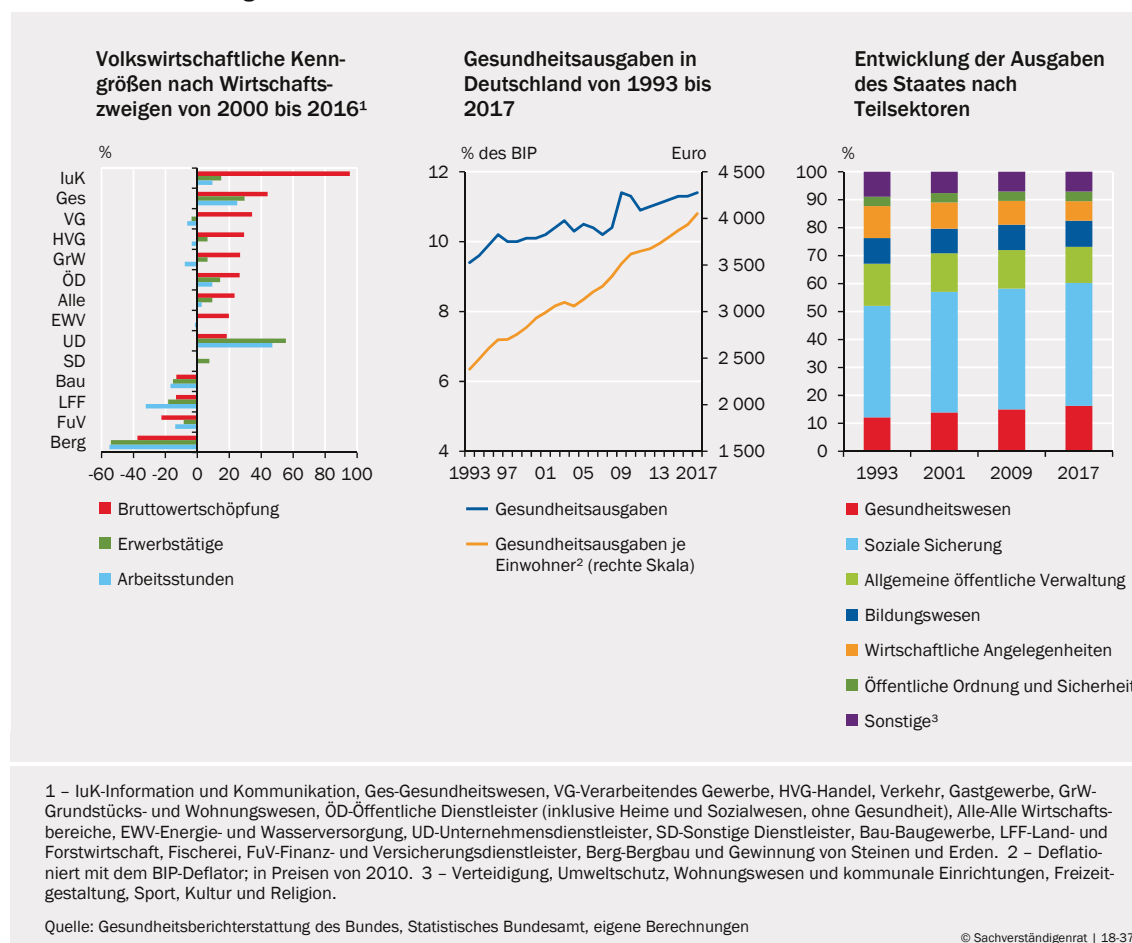 Volkswirtschaftliche Kenn-
größen nach Wirtschafts-
zweigen von 2000 bis 2016¹
%
IuK
Ges
VG
HVG
GrW
ÖD
Alle
EWV
UD
SD
Bau
LFF
FuV
Berg
-60 -40 -20 0 20 40 60 80 100
Bruttowertschöpfung
Erwerbstätige
Arbeitsstunden
Gesundheitsausgaben in
Deutschland von 1993 bis
2017
% des BIP Euro
12 4 500
4 000
10
3 500
8 3 000
2 500
6
2 000
4 1 500
1993 97 01 05 09 13 2017
Gesundheitsausgaben
Gesundheitsausgaben je
Einwohner² (rechte Skala)
Entwicklung der Ausgaben
des Staates nach
Teilsektoren
%
100
90
80
70
60
50
40
30
20
10
0
1993 2001 2009 2017
Gesundheitswesen
Soziale Sicherung
Allgemeine öffentliche Verwaltung
Bildungswesen
Wirtschaftliche Angelegenheiten
Öffentliche Ordnung und Sicherheit
Sonstige³
1 – IuK-Information und Kommunikation, Ges-Gesundheitswesen, VG-Verarbeitendes Gewerbe, HVG-Handel, Verkehr, Gastgewerbe, GrW-
Grundstücks- und Wohnungswesen, ÖD-Öffentliche Dienstleister (inklusive Heime und Sozialwesen, ohne Gesundheit), Alle-Alle Wirtschafts-
bereiche, EWV-Energie- und Wasserversorgung, UD-Unternehmensdienstleister, SD-Sonstige Dienstleister, Bau-Baugewerbe, LFF-Land- und
Forstwirtschaft, Fischerei, FuV-Finanz- und Versicherungsdienstleister, Berg-Bergbau und Gewinnung von Steinen und Erden. 2 – Deflatio-
niert mit dem BIP-Deflator; in Preisen von 2010. 3 – Verteidigung, Umweltschutz, Wohnungswesen und kommunale Einrichtungen, Freizeit-
gestaltung, Sport, Kultur und Religion.
Quelle: Gesundheitsberichterstattung des Bundes, Statistisches Bundesamt, eigene Berechnungen
© Sachverständigenrat | 18-37